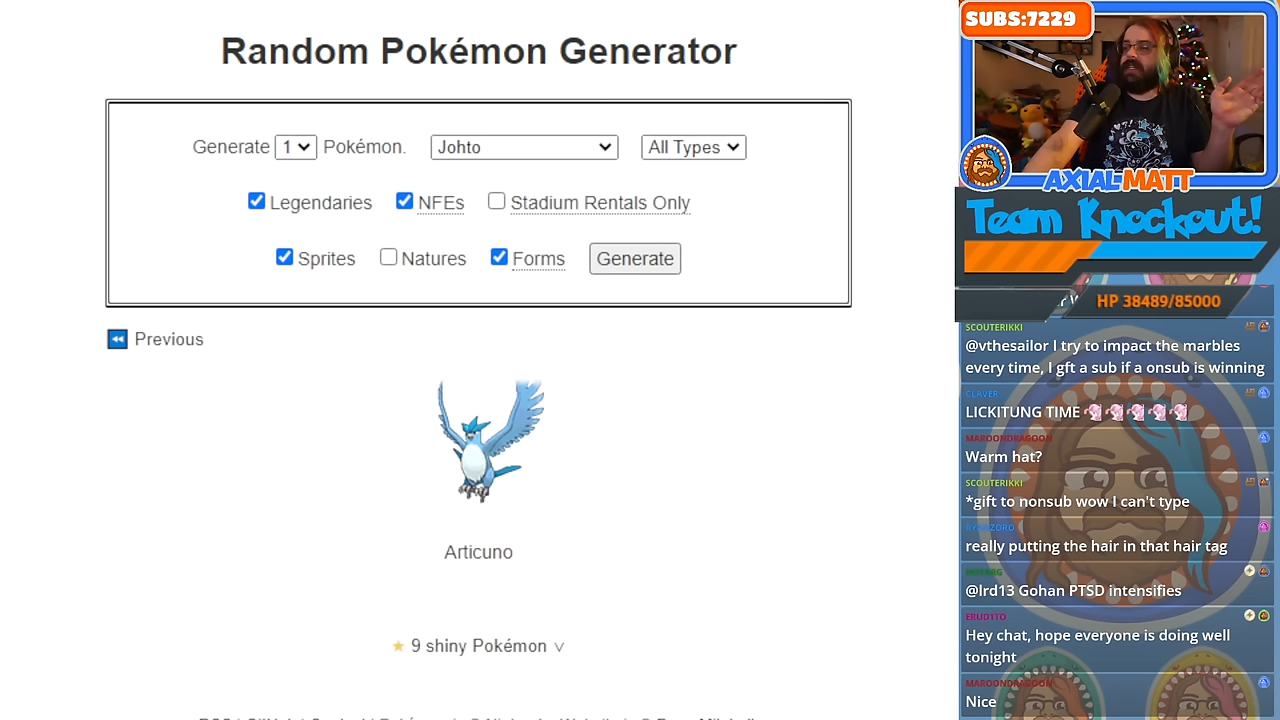 Random Pokémon Generator
Generate 1 Pokémon. Johto All Types
Legendaries NFEs Stadium Rentals Only
Sprites Natures Forms Generate
Previous
Articuno
9 shiny Pokémon
SUBS:7229
AXIALMATT
Team Knockout!
HP 38489/85000
SCOUTERIKKI
@vthesailor I try to impact the marbles
every time, I gft a sub if a onsub is winning
CLAVER
LICKITUNG TIME
MAROONDRAGOON
Warm hat?
SCOUTERIKKI
*gift to nonsub wow I can't type
really putting the hair in that hair tag
@lrd13 Gohan PTSD intensifies
ERUD1TO
Hey chat, hope everyone is doing well
tonight
MAROONDRAGOON
Nice